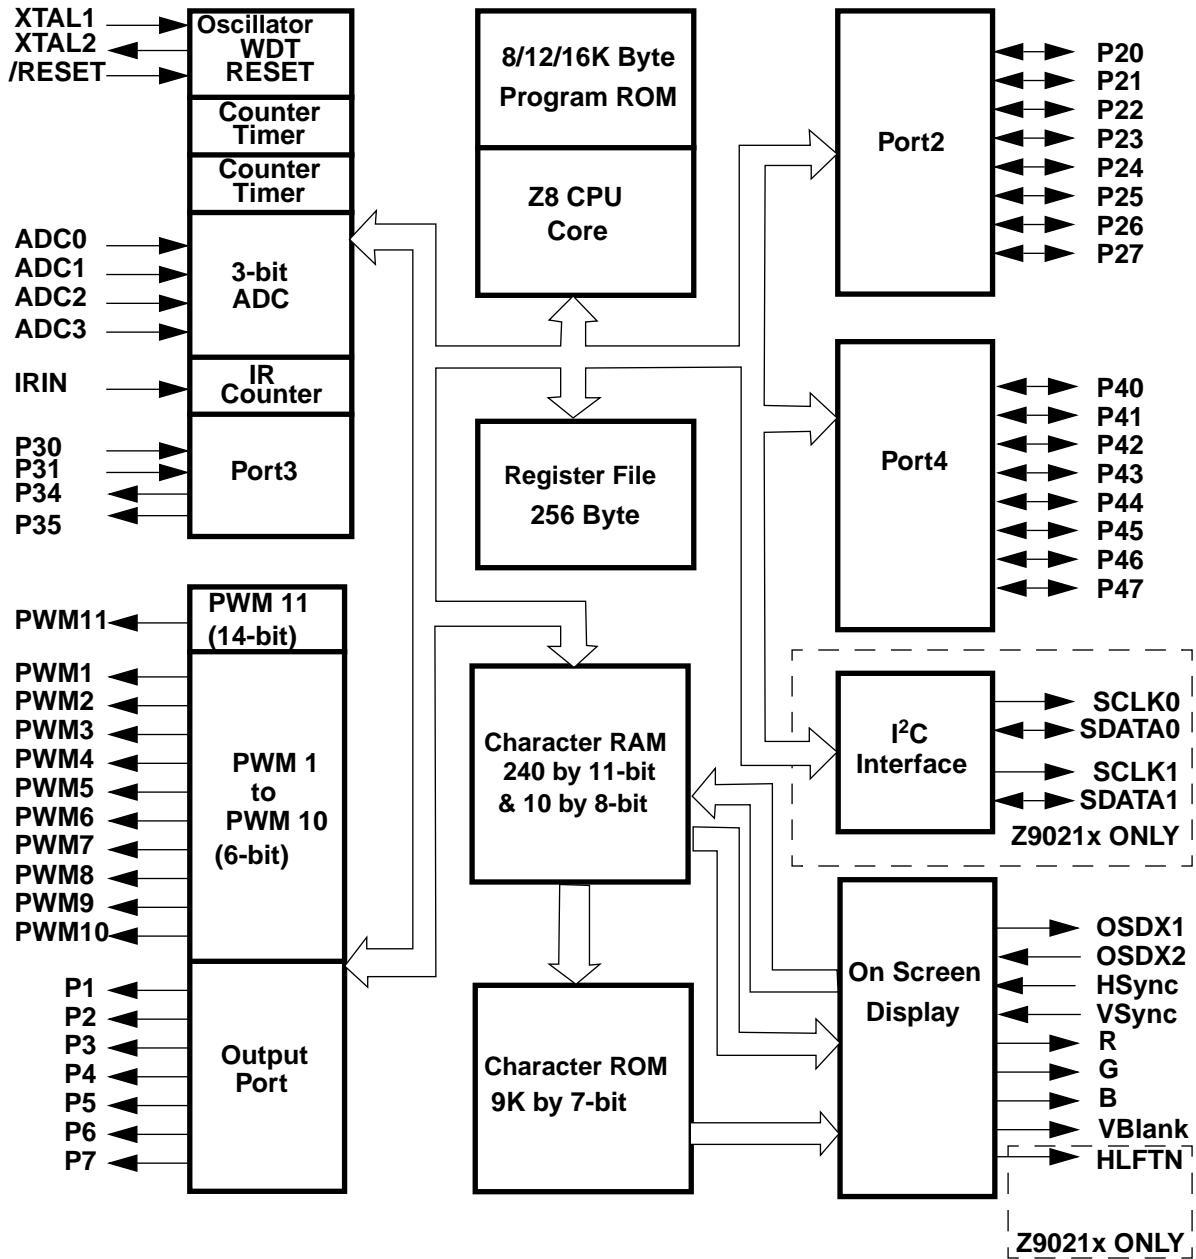 XTAL1
XTAL2
/RESET
Oscillator
WDT
RESET
Counter
Timer
Counter
Timer
ADC0
ADC1
ADC2
ADC3
3-bit
ADC
IRIN
IR
Counter
P30
P31
P34
P35
Port3
PWM11
PWM 11
(14-bit)
PWM1
PWM2
PWM3
PWM4
PWM5
PWM6
PWM7
PWM8
PWM9
PWM10
PWM 1
to
PWM 10
(6-bit)
P1
P2
P3
P4
P5
P6
P7
Output
Port
8/12/16K Byte
Program ROM
Z8 CPU
Core
Register File
256 Byte
Character RAM
240 by 11-bit
& 10 by 8-bit
Character ROM
9K by 7-bit
Port2
P20
P21
P22
P23
P24
P25
P26
P27
Port4
P40
P41
P42
P43
P44
P45
P46
P47
I²C
Interface
SCLK0
SDATA0
SCLK1
SDATA1
Z9021x ONLY
On Screen
Display
OSDX1
OSDX2
HSync
VSync
R
G
B
VBlank
HLFTN
Z9021x ONLY